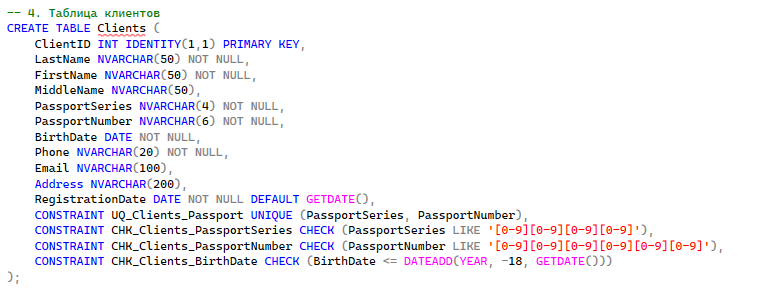 -- 4. Таблица клиентов
CREATE TABLE Clients (
    ClientID INT IDENTITY(1,1) PRIMARY KEY,
    LastName NVARCHAR(50) NOT NULL,
    FirstName NVARCHAR(50) NOT NULL,
    MiddleName NVARCHAR(50),
    PassportSeries NVARCHAR(4) NOT NULL,
    PassportNumber NVARCHAR(6) NOT NULL,
    BirthDate DATE NOT NULL,
    Phone NVARCHAR(20) NOT NULL,
    Email NVARCHAR(100),
    Address NVARCHAR(200),
    RegistrationDate DATE NOT NULL DEFAULT GETDATE(),
    CONSTRAINT UQ_Clients_Passport UNIQUE (PassportSeries, PassportNumber),
    CONSTRAINT CHK_Clients_PassportSeries CHECK (PassportSeries LIKE '[0-9][0-9][0-9][0-9]'),
    CONSTRAINT CHK_Clients_PassportNumber CHECK (PassportNumber LIKE '[0-9][0-9][0-9][0-9][0-9][0-9]'),
    CONSTRAINT CHK_Clients_BirthDate CHECK (BirthDate <= DATEADD(YEAR, -18, GETDATE()))
);